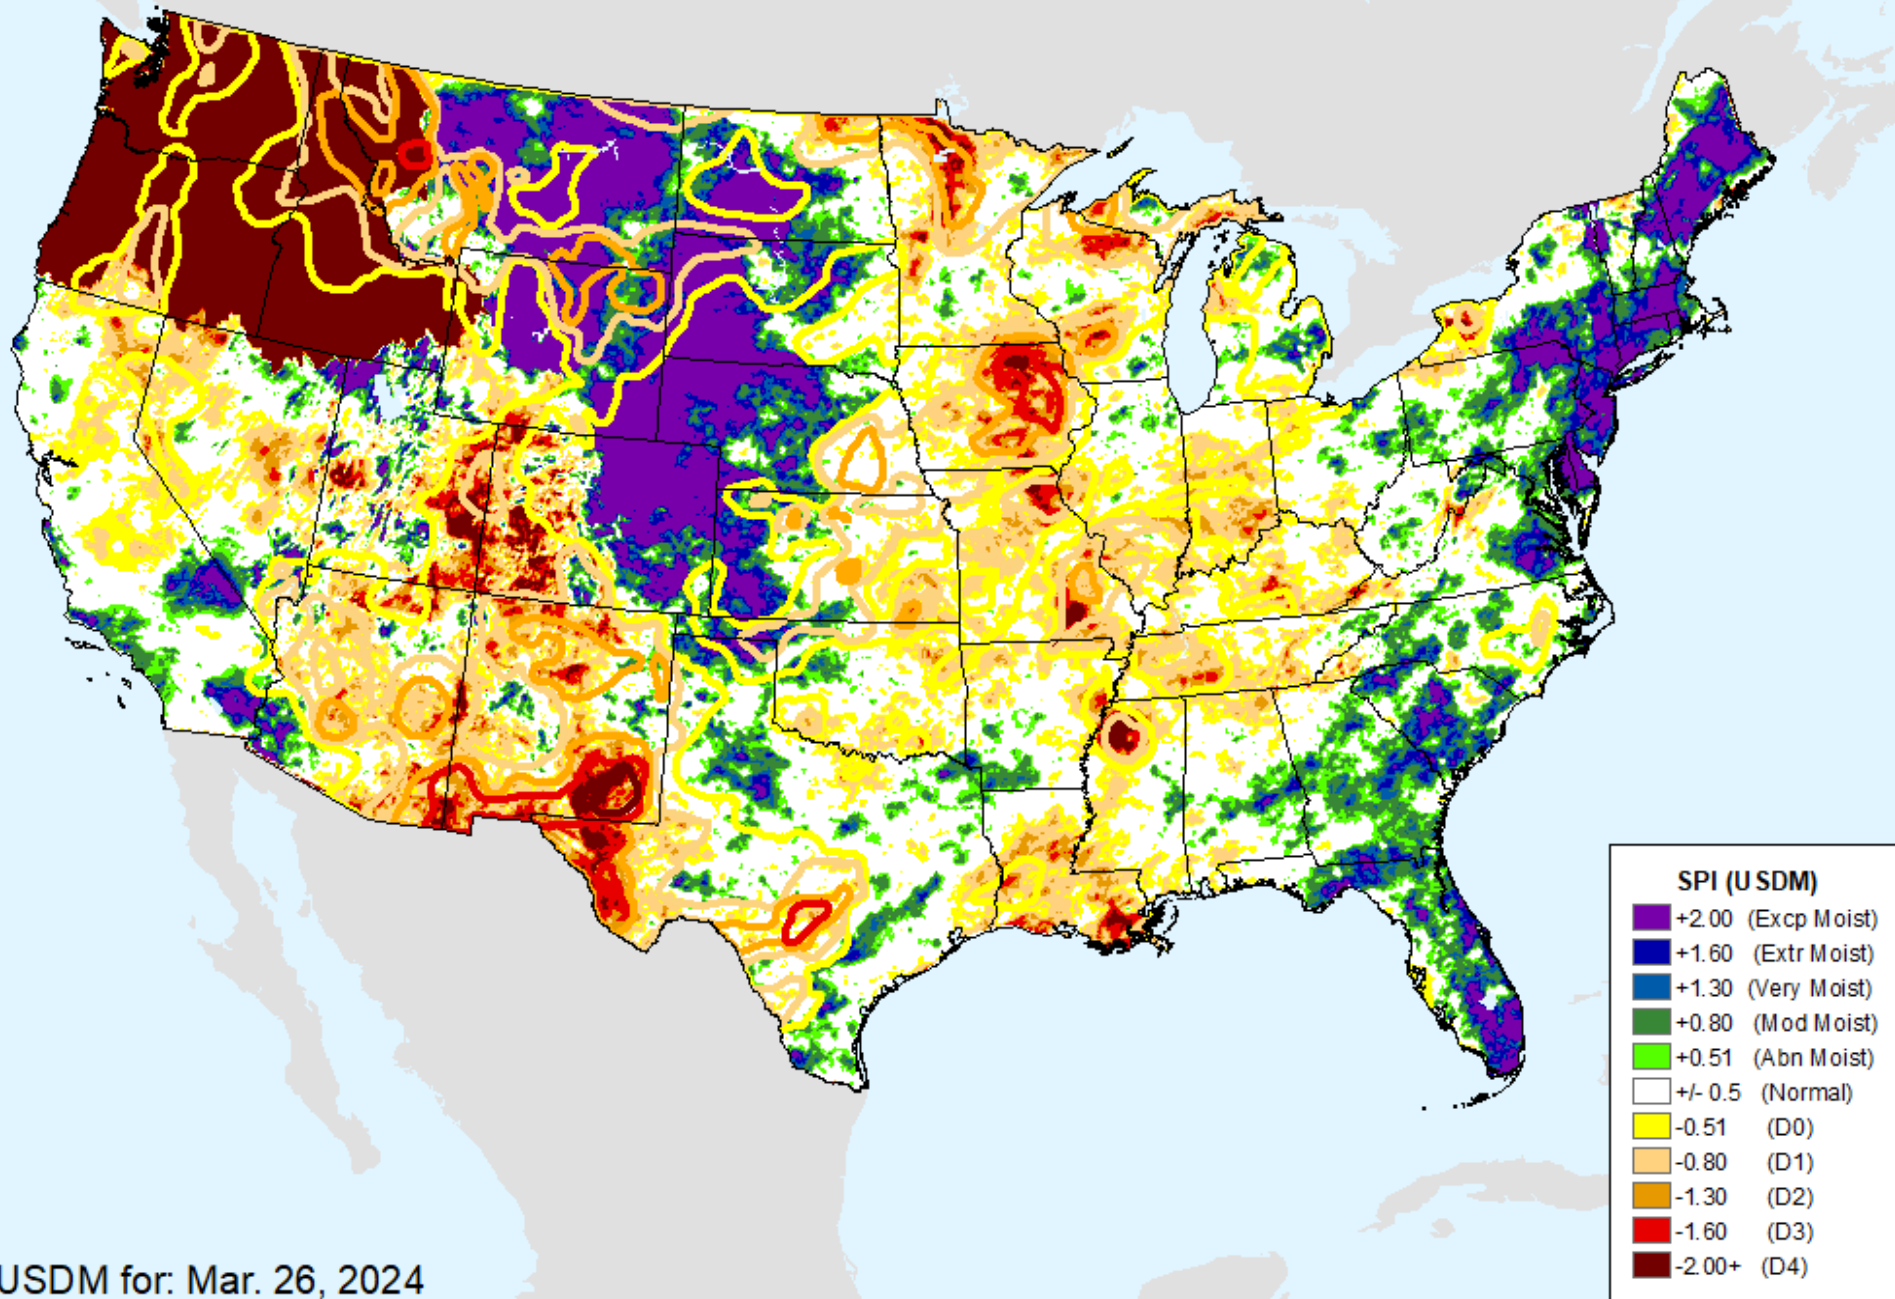 SPI (USDM)
+2.00 (Excp Moist)
+1.60 (Extr Moist)
+1.30 (Very Moist)
+0.80 (Mod Moist)
+0.51 (Abn Moist)
+/- 0.5 (Normal)
-0.51 (D0)
-0.80 (D1)
-1.30 (D2)
-1.60 (D3)
-2.00+ (D4)
USDM for: Mar. 26, 2024